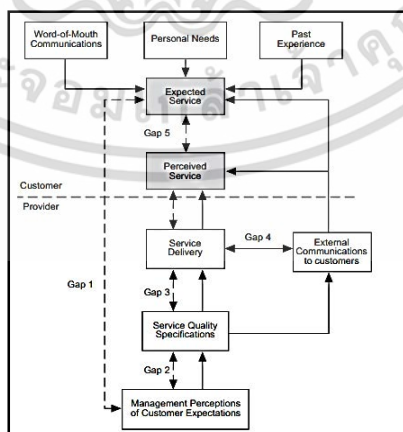 Word-of-Mouth
Communications
Personal Needs
Past
Experience
Expected
Service
Gap 5
Perceived
Service
Customer
Provider
Gap 1
Service
Delivery
Gap 4
External
Communications
to customers
Gap 3
Service Quality
Specifications
Gap 2
Management Perceptions
of Customer Expectations